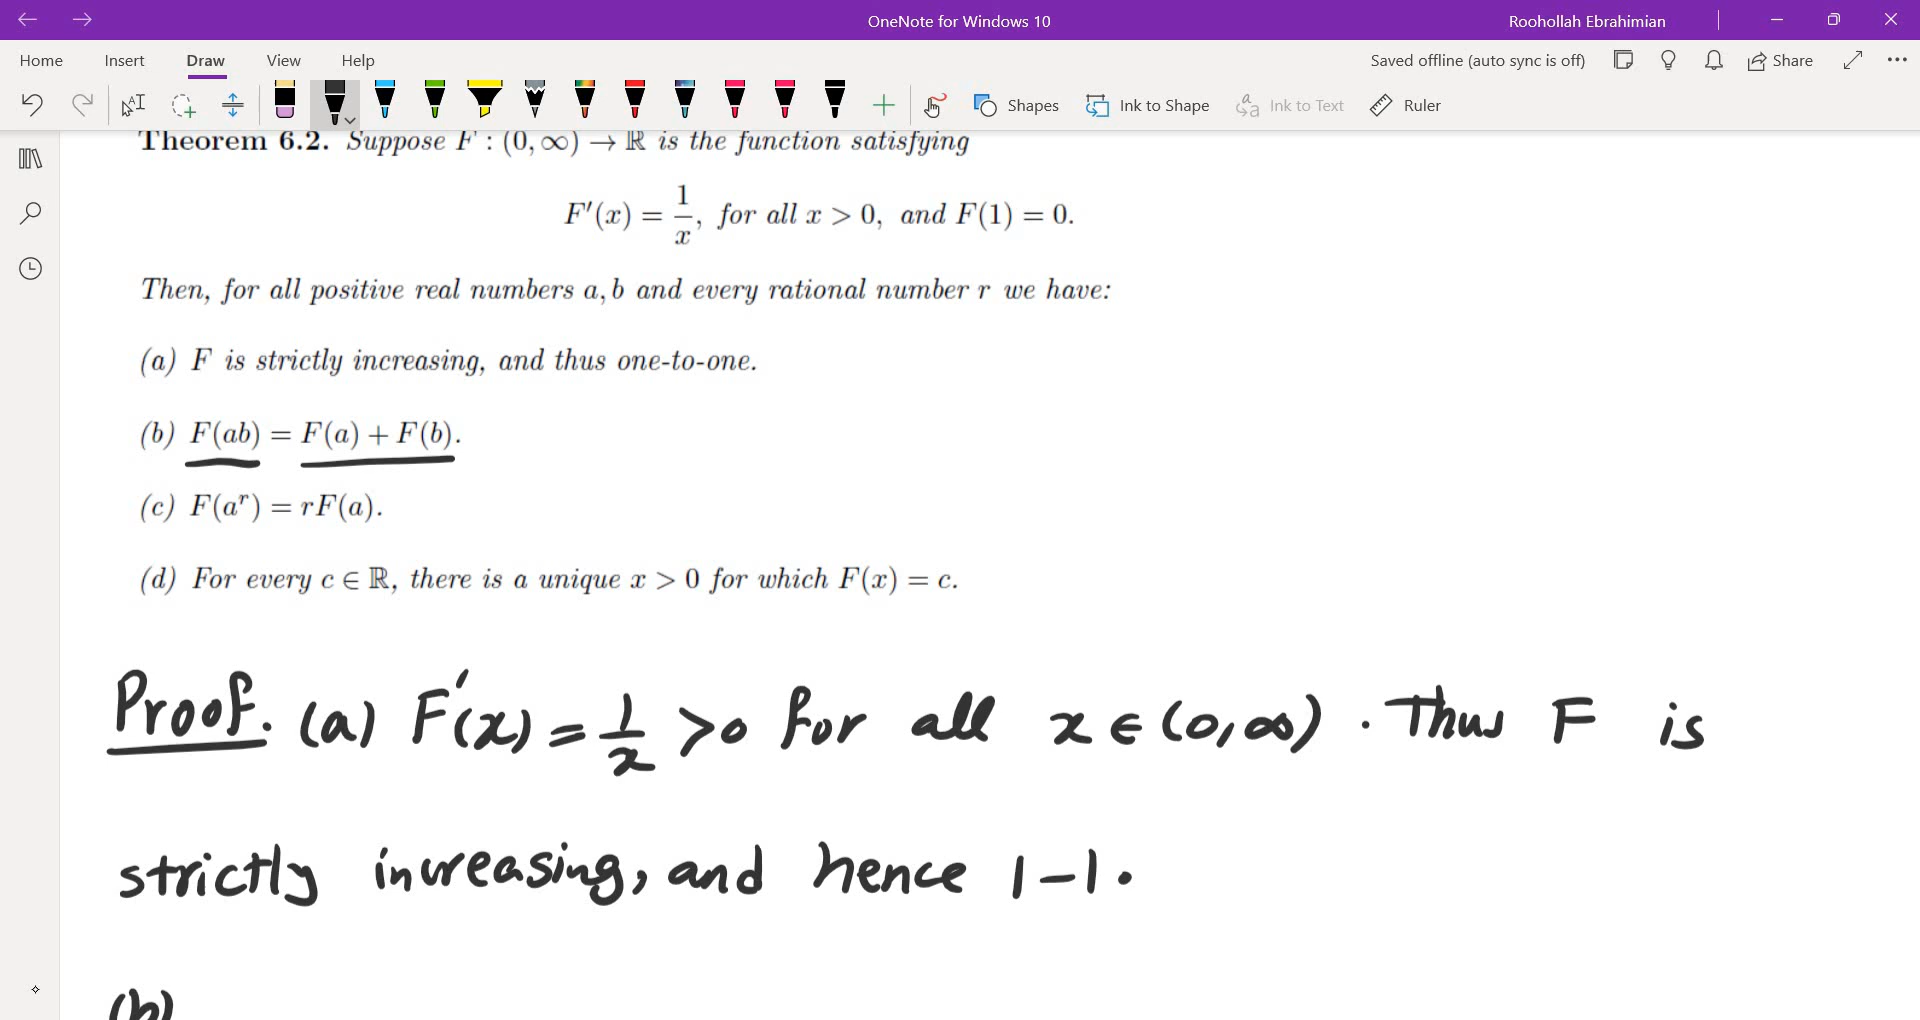 OneNote for Windows 10
Roohollah Ebrahimian
Home Insert Draw View Help
Saved offline (auto sync is off) Share
Shapes Ink to Shape Ink to Text Ruler
Theorem 6.2. Suppose F : (0, ∞) → ℝ is the function satisfying
F′(x) = 1/x, for all x > 0, and F(1) = 0.
Then, for all positive real numbers a, b and every rational number r we have:
(a) F is strictly increasing, and thus one-to-one.
(b) F(ab) = F(a) + F(b).
(c) F(aʳ) = rF(a).
(d) For every c ∈ ℝ, there is a unique x > 0 for which F(x) = c.
Proof. (a) F′(x) = 1/x > 0 for all x ∈ (0, ∞). Thus F is
strictly increasing, and hence 1-1.
(b)